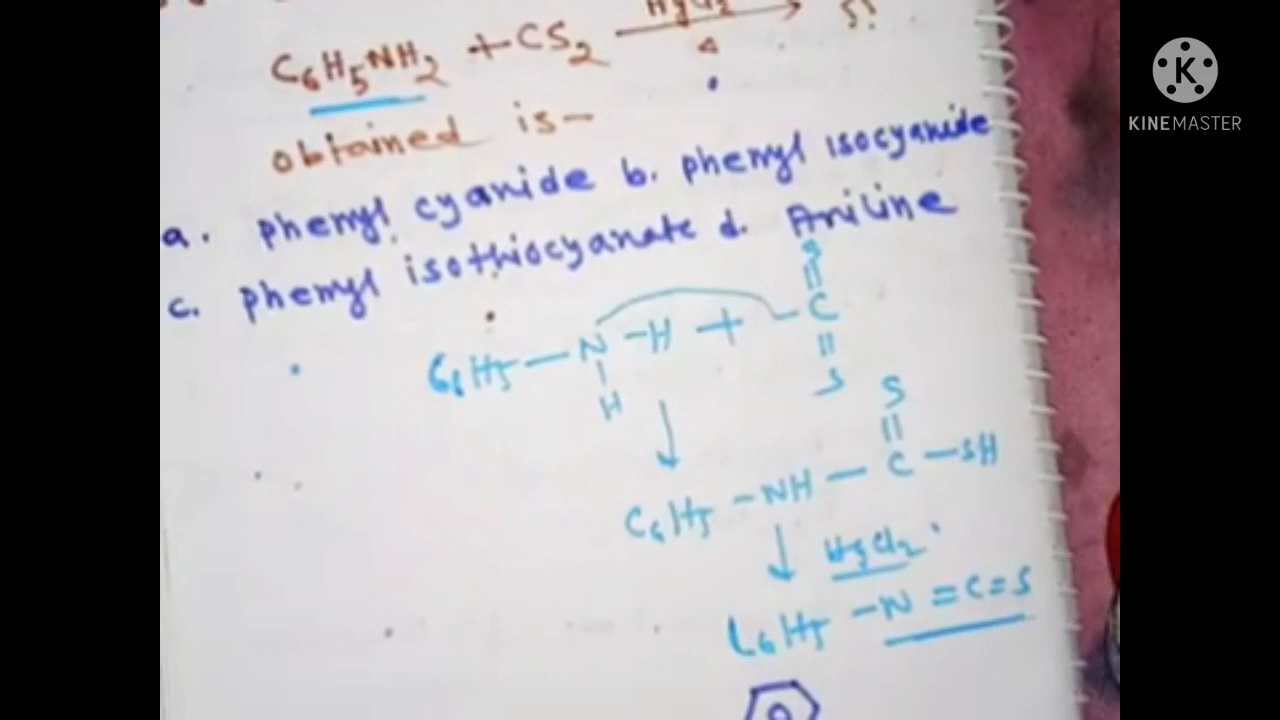 C6H5NH2 + CS2 HgCl2 → ??
Δ
obtained is-
a. phenyl cyanide b. phenyl isocyanide
c. phenyl isothiocyanate d. Aniline
S
C6H5-N-H + -C
H
S
S
C6H5-NH-C-SH
HgCl2
C6H5-N=C=S
K
KINEMASTER